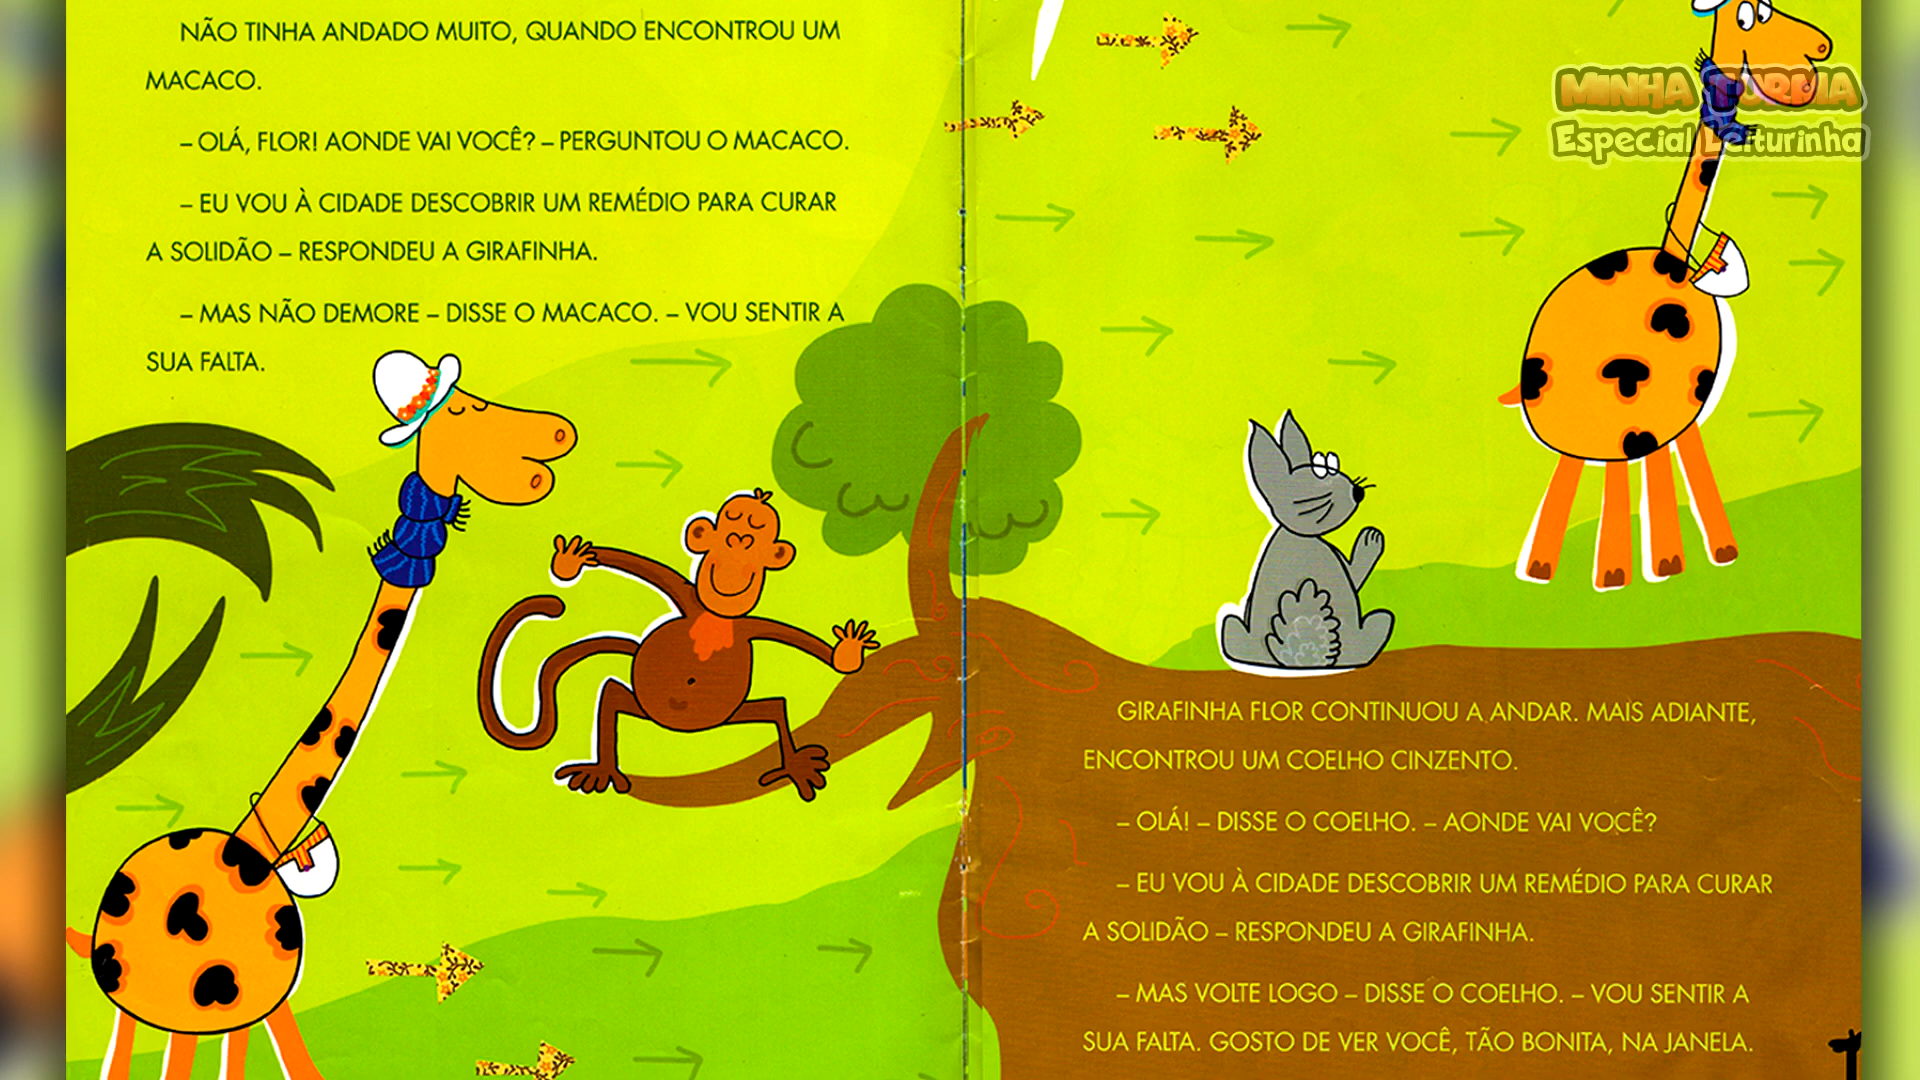 NÃO TINHA ANDADO MUITO, QUANDO ENCONTROU UM
MACACO.
– OLÁ, FLOR! AONDE VAI VOCÊ? – PERGUNTOU O MACACO.
– EU VOU À CIDADE DESCOBRIR UM REMÉDIO PARA CURAR
A SOLIDÃO – RESPONDEU A GIRAFINHA.
– MAS NÃO DEMORE – DISSE O MACACO. – VOU SENTIR A
SUA FALTA.
MINHA TURMA
Especial Leiturinha
GIRAFINHA FLOR CONTINUOU A ANDAR. MAIS ADIANTE,
ENCONTROU UM COELHO CINZENTO.
– OLÁ! – DISSE O COELHO. – AONDE VAI VOCÊ?
– EU VOU À CIDADE DESCOBRIR UM REMÉDIO PARA CURAR
A SOLIDÃO – RESPONDEU A GIRAFINHA.
– MAS VOLTE LOGO – DISSE O COELHO. – VOU SENTIR A
SUA FALTA. GOSTO DE VER VOCÊ, TÃO BONITA, NA JANELA.